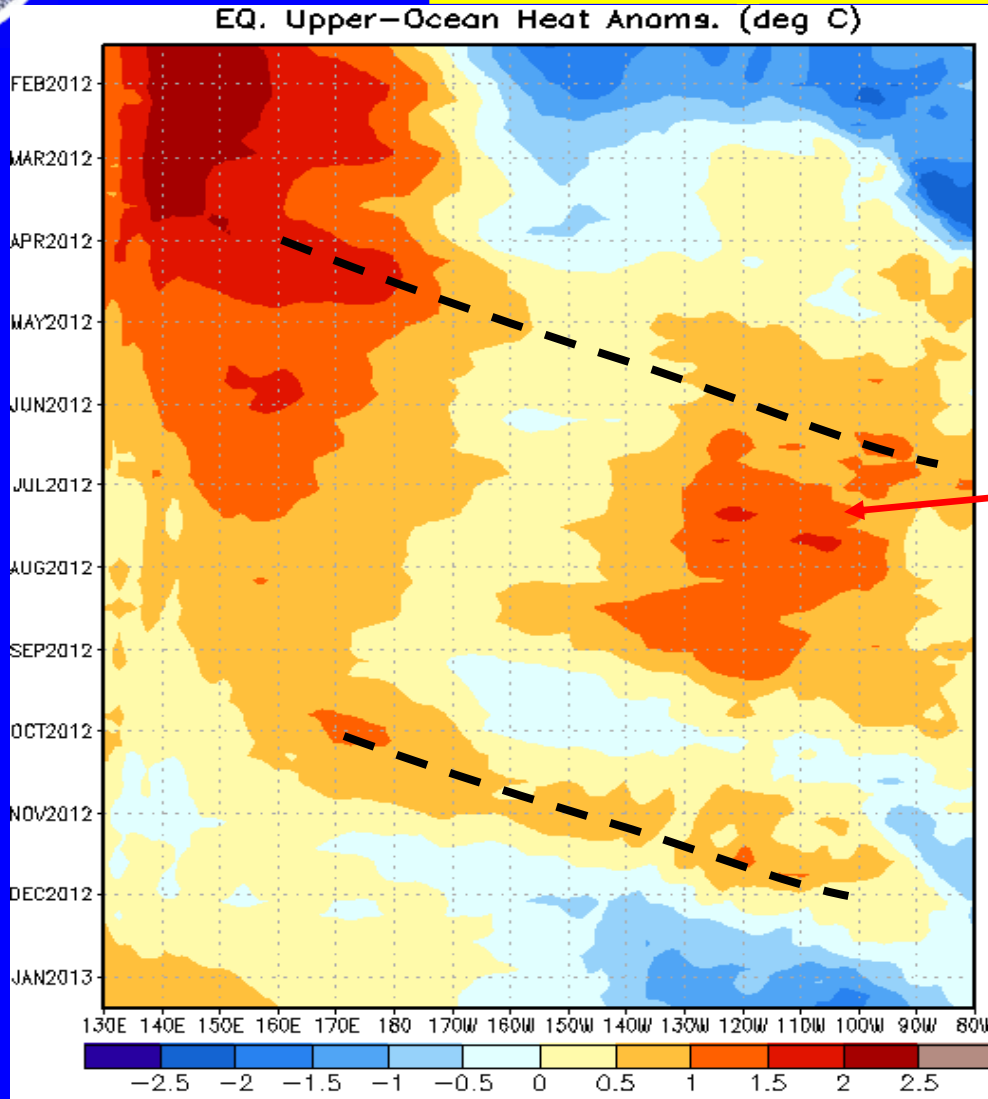 EQ. Upper-Ocean Heat Anoms. (deg C)
FEB2012
MAR2012
APR2012
MAY2012
JUN2012
JUL2012
AUG2012
SEP2012
OCT2012
NOV2012
DEC2012
JAN2013
130E 140E 150E 160E 170E 180 170W 160W 150W 140W 130W 120W 110W 100W 90W 80W
-2.5 -2 -1.5 -1 -0.5 0 0.5 1 1.5 2 2.5